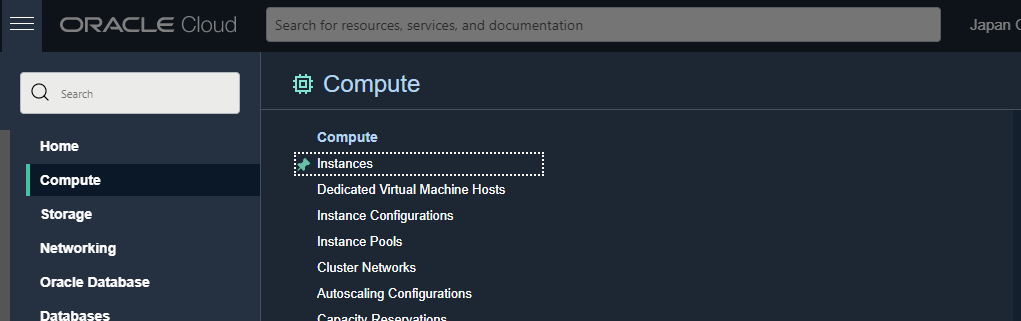 ORACLE Cloud
Search for resources, services, and documentation
Japan
Search
Compute
Home
Compute
Storage
Networking
Oracle Database
Databases
Compute
Instances
Dedicated Virtual Machine Hosts
Instance Configurations
Instance Pools
Cluster Networks
Autoscaling Configurations
Capacity Reservations